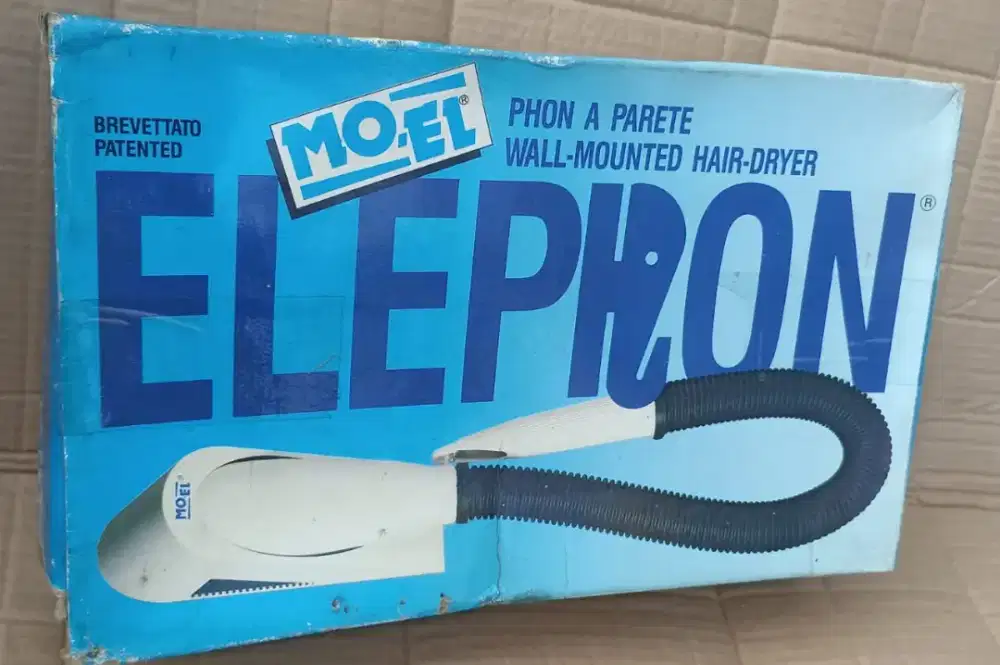 BREVETTATO
PATENTED
MO-EL®
PHON A PARETE
WALL-MOUNTED HAIR-DRYER
ELEPHON®
MO-EL